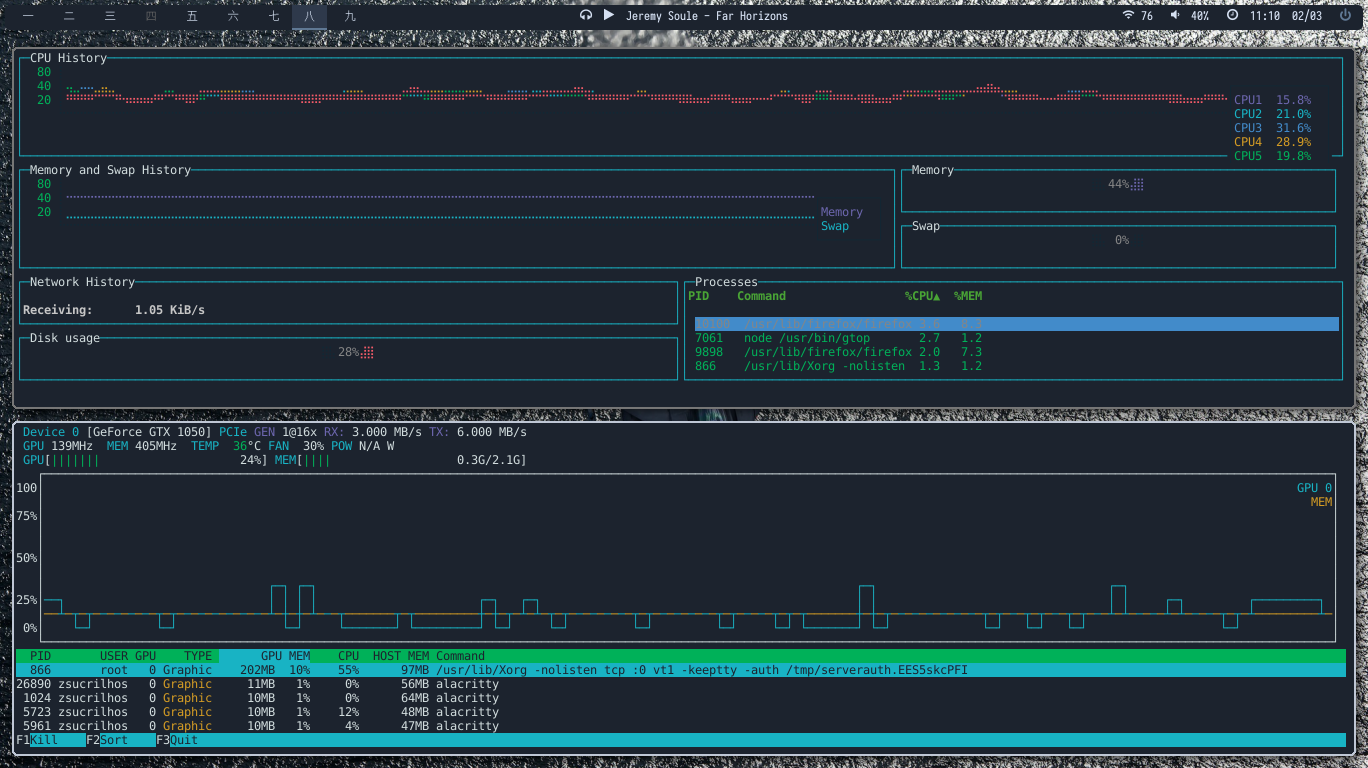 一 二 三 四 五 六 七 八 九 Jeremy Soule - Far Horizons 76 40% 11:10 02/03
CPU History
80
40
20
CPU1 15.8%
CPU2 21.0%
CPU3 31.6%
CPU4 28.9%
CPU5 19.8%
Memory and Swap History
80
40
20
Memory
Swap
Memory
44%
Swap
0%
Network History
Receiving: 1.05 KiB/s
Disk usage
28%
Processes
PID Command %CPU▲ %MEM
/usr/lib/firefox/firefox
7061 node /usr/bin/gtop 2.7 1.2
9898 /usr/lib/firefox/firefox 2.0 7.3
866 /usr/lib/Xorg -nolisten 1.3 1.2
Device 0 [GeForce GTX 1050] PCIe GEN 1@16x RX: 3.000 MB/s TX: 6.000 MB/s
GPU 139MHz MEM 405MHz TEMP 36°C FAN 30% POW N/A W
GPU[||||||| 24%] MEM[|||| 0.3G/2.1G]
100
75%
50%
25%
0%
GPU 0
MEM
PID USER GPU TYPE GPU MEM CPU HOST MEM Command
866 root 0 Graphic 202MB 10% 55% 97MB /usr/lib/Xorg -nolisten tcp :0 vt1 -keeptty -auth /tmp/serverauth.EES5skcPFI
26890 zsucrilhos 0 Graphic 11MB 1% 0% 56MB alacritty
1024 zsucrilhos 0 Graphic 10MB 1% 0% 64MB alacritty
5723 zsucrilhos 0 Graphic 10MB 1% 12% 48MB alacritty
5961 zsucrilhos 0 Graphic 10MB 1% 4% 47MB alacritty
F1Kill F2Sort F3Quit